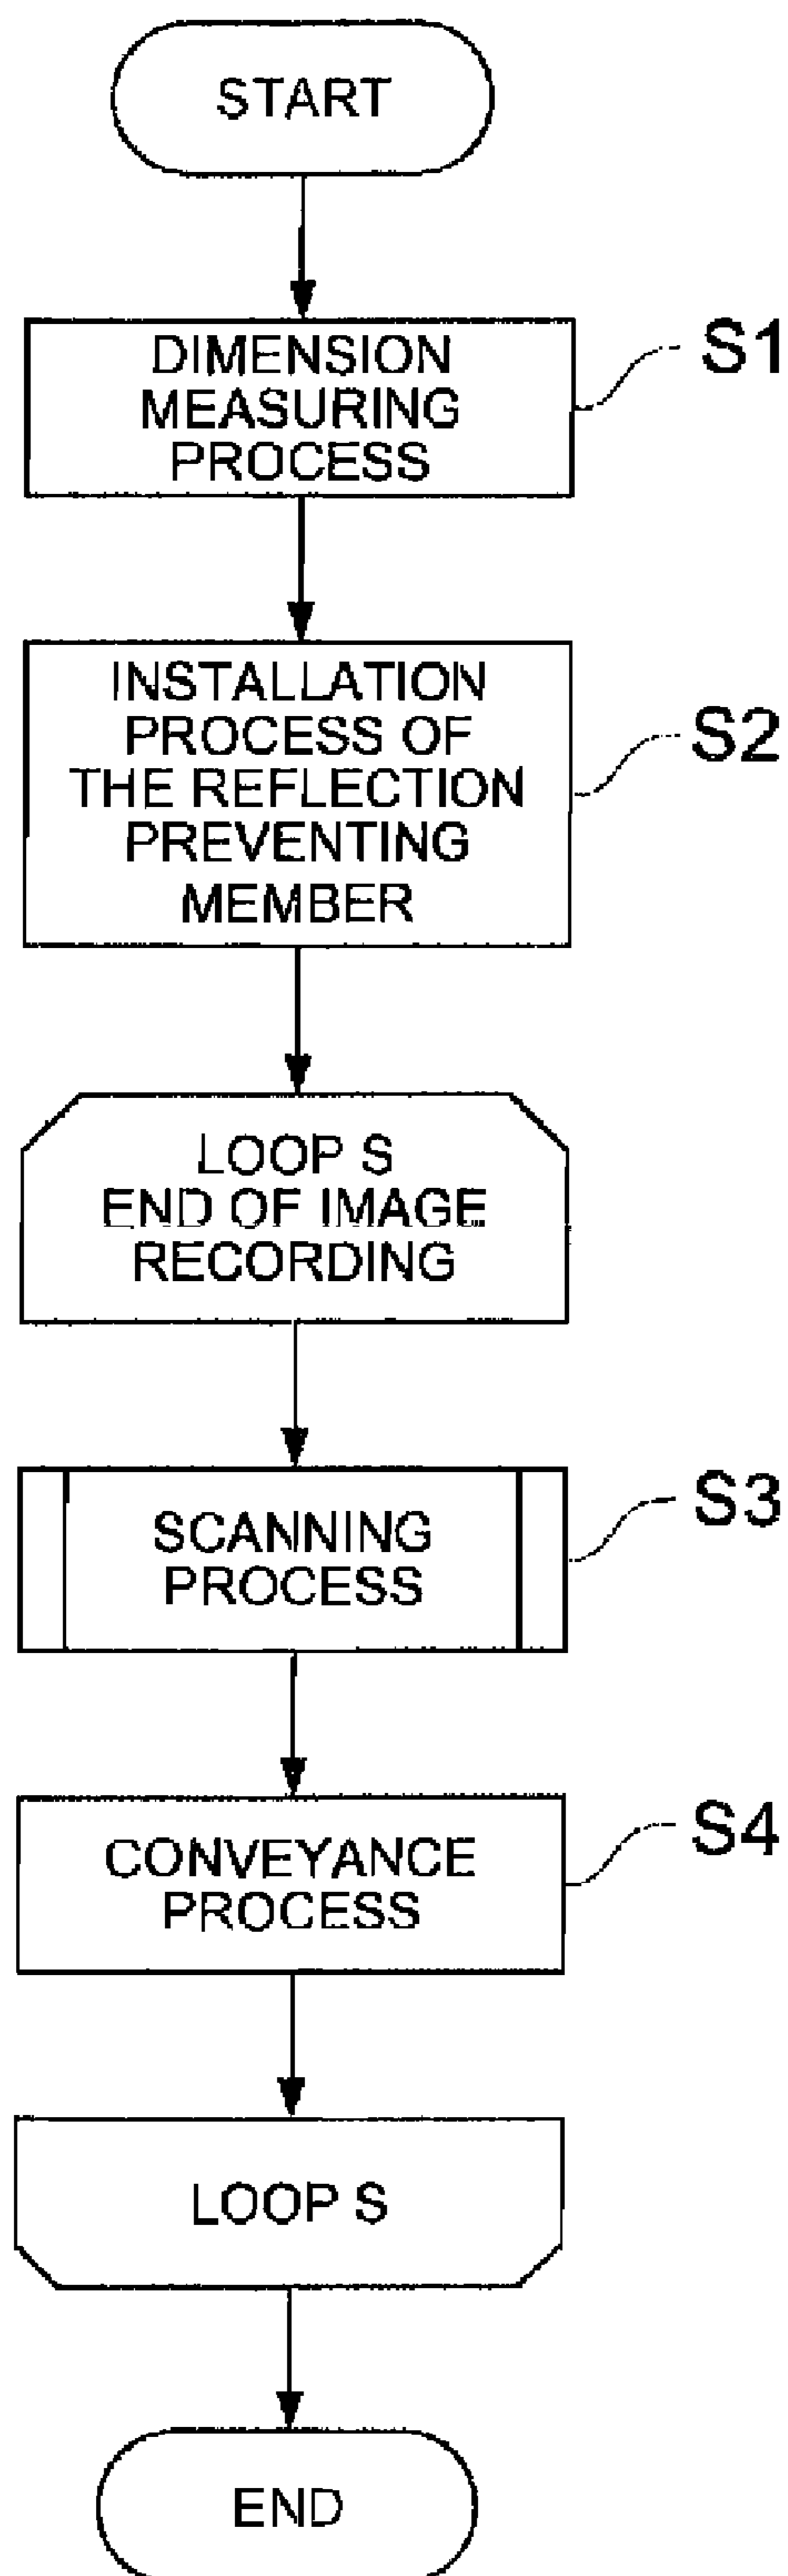 START
DIMENSION
MEASURING
PROCESS
S1
INSTALLATION
PROCESS OF
THE REFLECTION
PREVENTING
MEMBER
S2
LOOP S
END OF IMAGE
RECORDING
SCANNING
PROCESS
S3
CONVEYANCE
PROCESS
S4
LOOP S
END